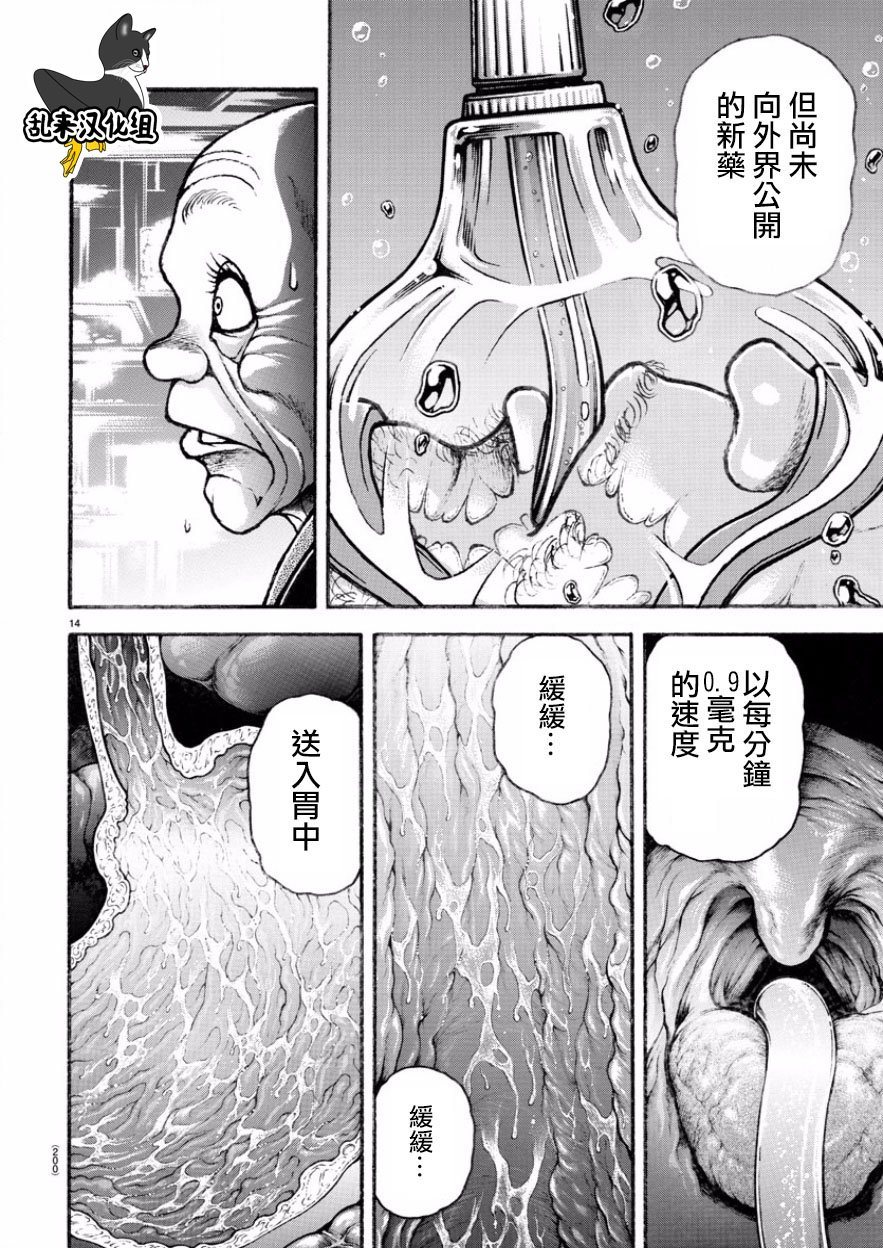 但尚未
向外界公開
的新藥
乱来汉化组
14
以每分鐘
0.9毫克
的速度
緩緩…
緩緩…
送入胃中
(200)